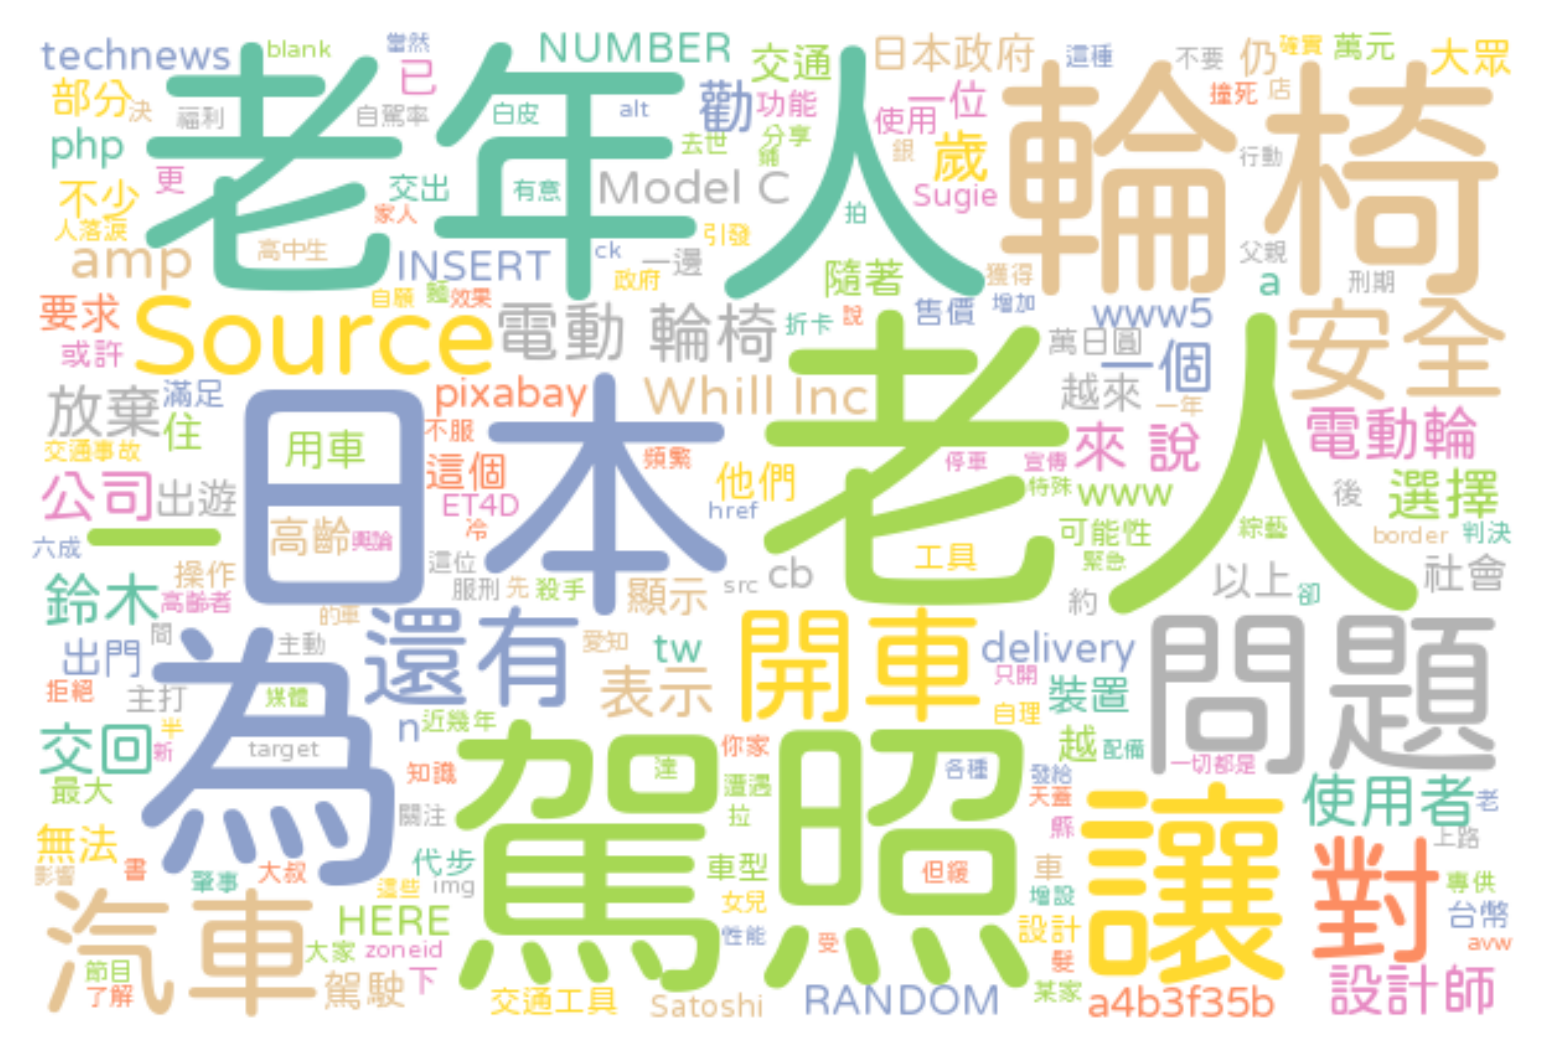 technews
blank
當然
已
NUMBER
交通
日本政府
這種
不要
仍
確實
萬元
大眾
部分
決
福利
自駕率
白皮
alt
勸
功能
使用
一位
撞死
店
php
更
老年人
去世
分享
銀
歲
輪椅
行動
不少
交出
有意
Model C
拍
Sugie
人落淚
家人
引發
父親
amp
高中生
INSERT
ck
一邊
政府
隨著
獲得
a
刑期
要求
Source
自願
效果
電動 輪椅
折卡
說
售價
增加
www5
安全
或許
萬日圓
一個
放棄
滿足
pixabay
Whill Inc
越來
一年
住
日本
用車
不服
老人
來 說
電動輪
交通事故
這個
頻繁
他們
停車
宣傳
公司
出遊
ET4D
href
特殊
www
後
選擇
一
高齡
輿論
冷
可能性
綜藝
border
判決
六成
這位
工具
緊急
鈴木
操作
高齡者
服刑
先
殺手
顯示
src
cb
約
以上
卻
社會
的車
出門
間
主動
還有
愛知
tw
開車
delivery
問題
拒絕
主打
媒體
表示
只開
裝置
交回
半
新
為
target
n
近幾年
自理
越
配備
一切都是
最大
知識
駕照
你家
各種
發給
天蓋
使用者
老
關注
遭遇
拉
縣
上路
無法
影響
書
肇事
大叔
代步
這些
img
車型
但緩
車
讓
對
專供
汽車
HERE
女兒
增設
台幣
大家
zoneid
性能
受
設計
avw
節目
了解
駕駛
下
髮
某家
設計師
交通工具
Satoshi
RANDOM
a4b3f35b